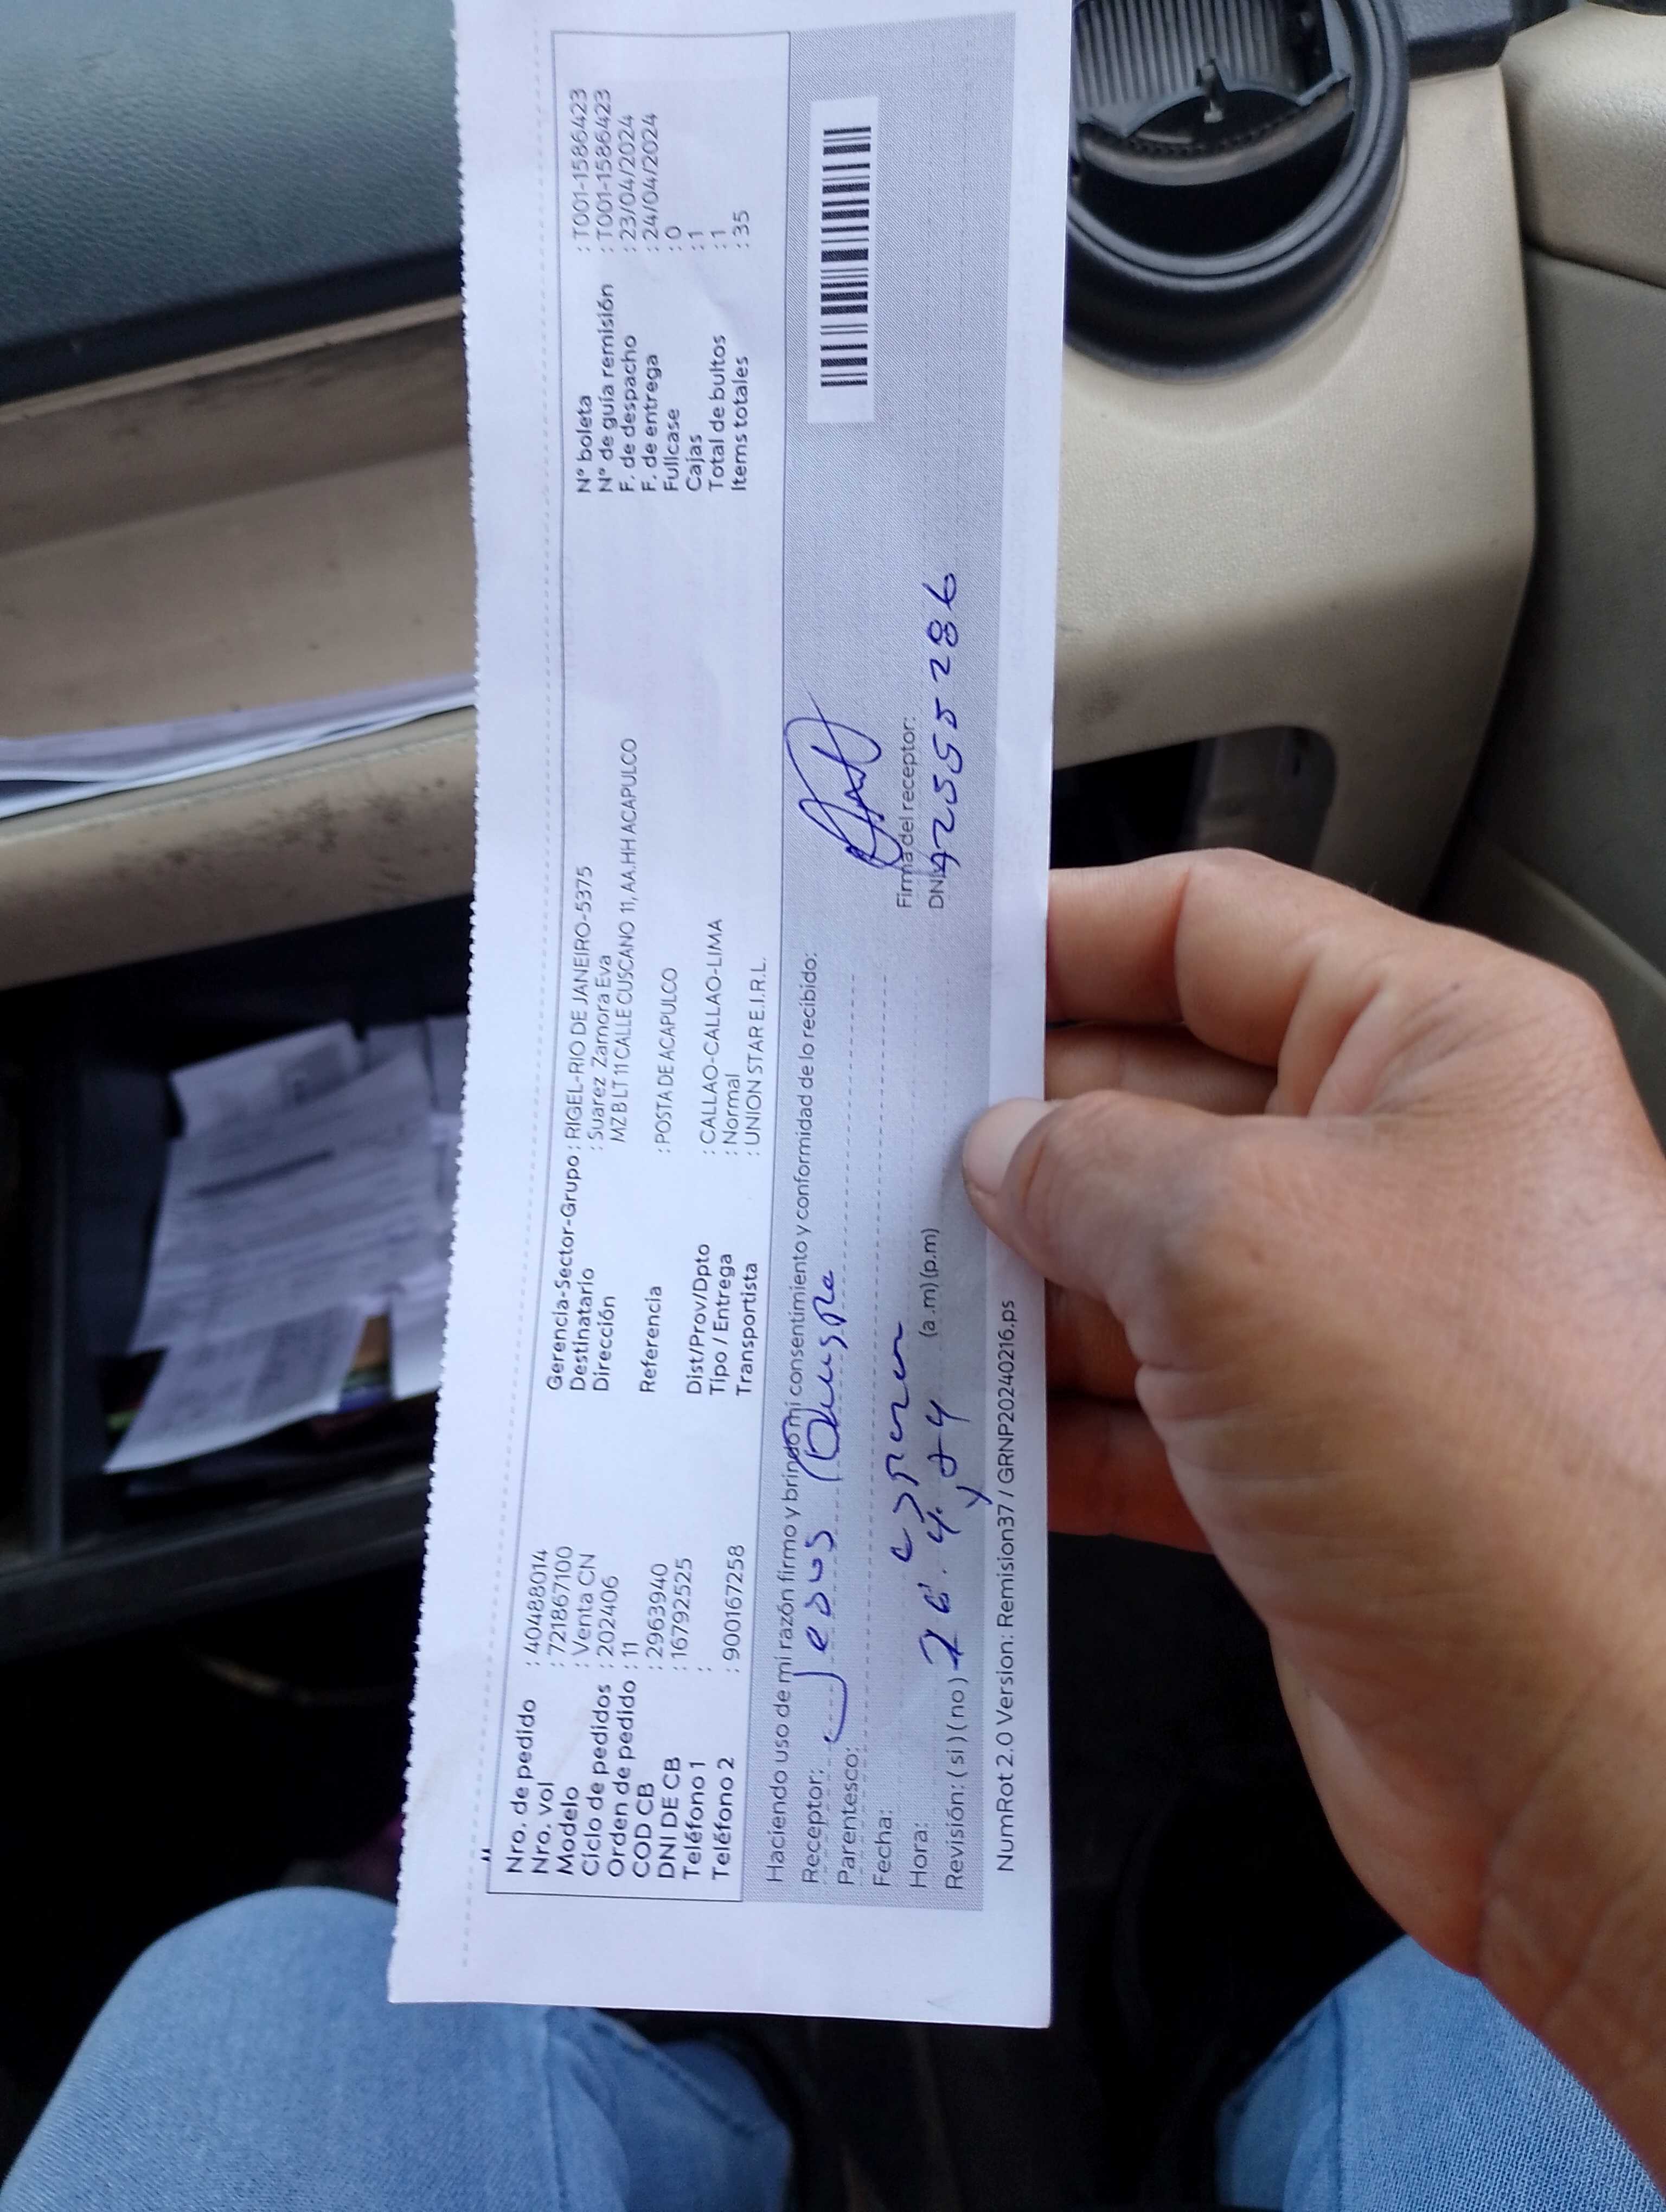 Nro. de pedido : 40488014
Nro. vol : 721867100
Modelo : Venta CN
Ciclo de pedidos : 202406
Orden de pedido : 11
COD CB : 2963940
DNI DE CB : 16792525
Teléfono 1 :
Teléfono 2 : 900167258
Gerencia-Sector-Grupo : RIGEL-RIO DE JANEIRO-5375
Destinatario : Suarez Zamora Eva
Dirección MZ B LT 11 CALLE CUSCANO 11, AA.HH ACAPULCO
Referencia : POSTA DE ACAPULCO
Dist/Prov/Dpto : CALLAO-CALLAO-LIMA
Tipo / Entrega : Normal
Transportista : UNION STAR E.I.R.L.
N° boleta : T001-1586423
N° de guía remisión : T001-1586423
F. de despacho : 23/04/2024
F. de entrega : 24/04/2024
Fullcase : 0
Cajas : 1
Total de bultos : 1
Items totales : 35
Haciendo uso de mi razón firmo y brindo mi consentimiento y conformidad de lo recibido:
Receptor: Jesus Quispe
Parentesco:
Fecha:
Hora: (a.m)(p.m)
Revisión: ( si ) ( no )
Firma del receptor:
DNI 42555286
NumRot 2.0 Version: Remision37 / GRNP20240216.ps